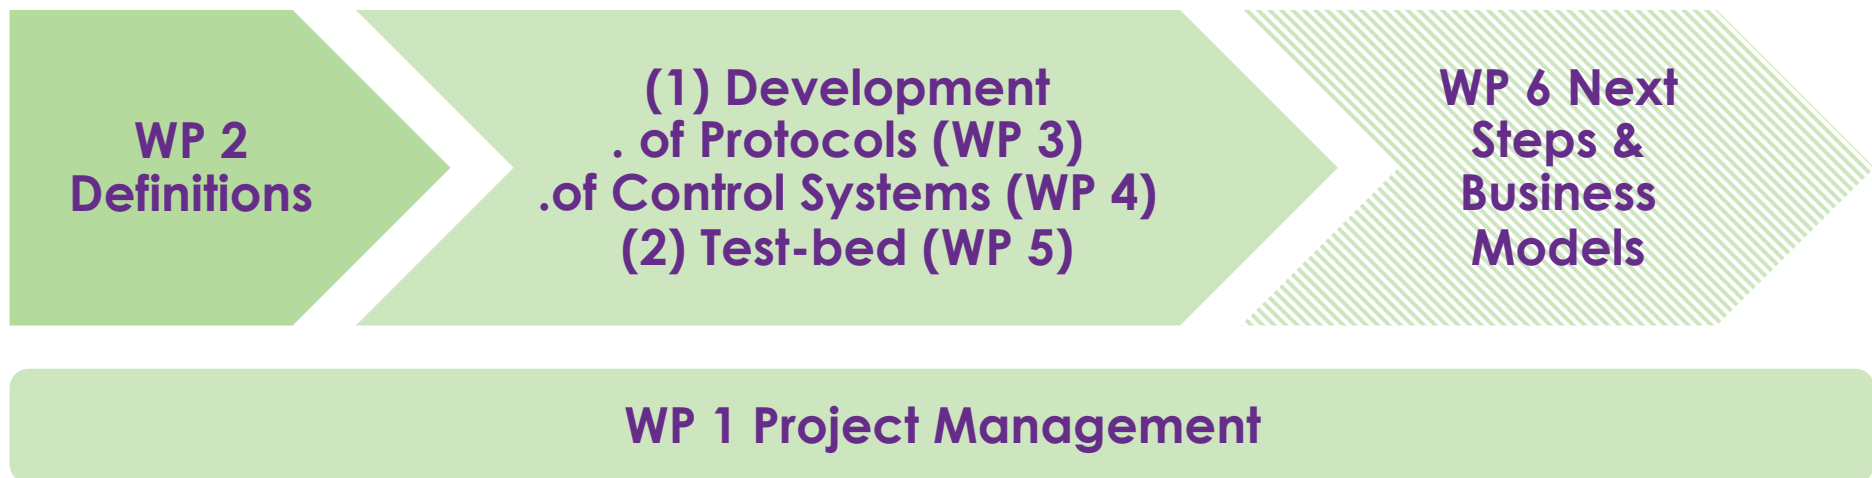 WP 2
Definitions
(1) Development
. of Protocols (WP 3)
.of Control Systems (WP 4)
(2) Test-bed (WP 5)
WP 6 Next
Steps &
Business
Models
WP 1 Project Management